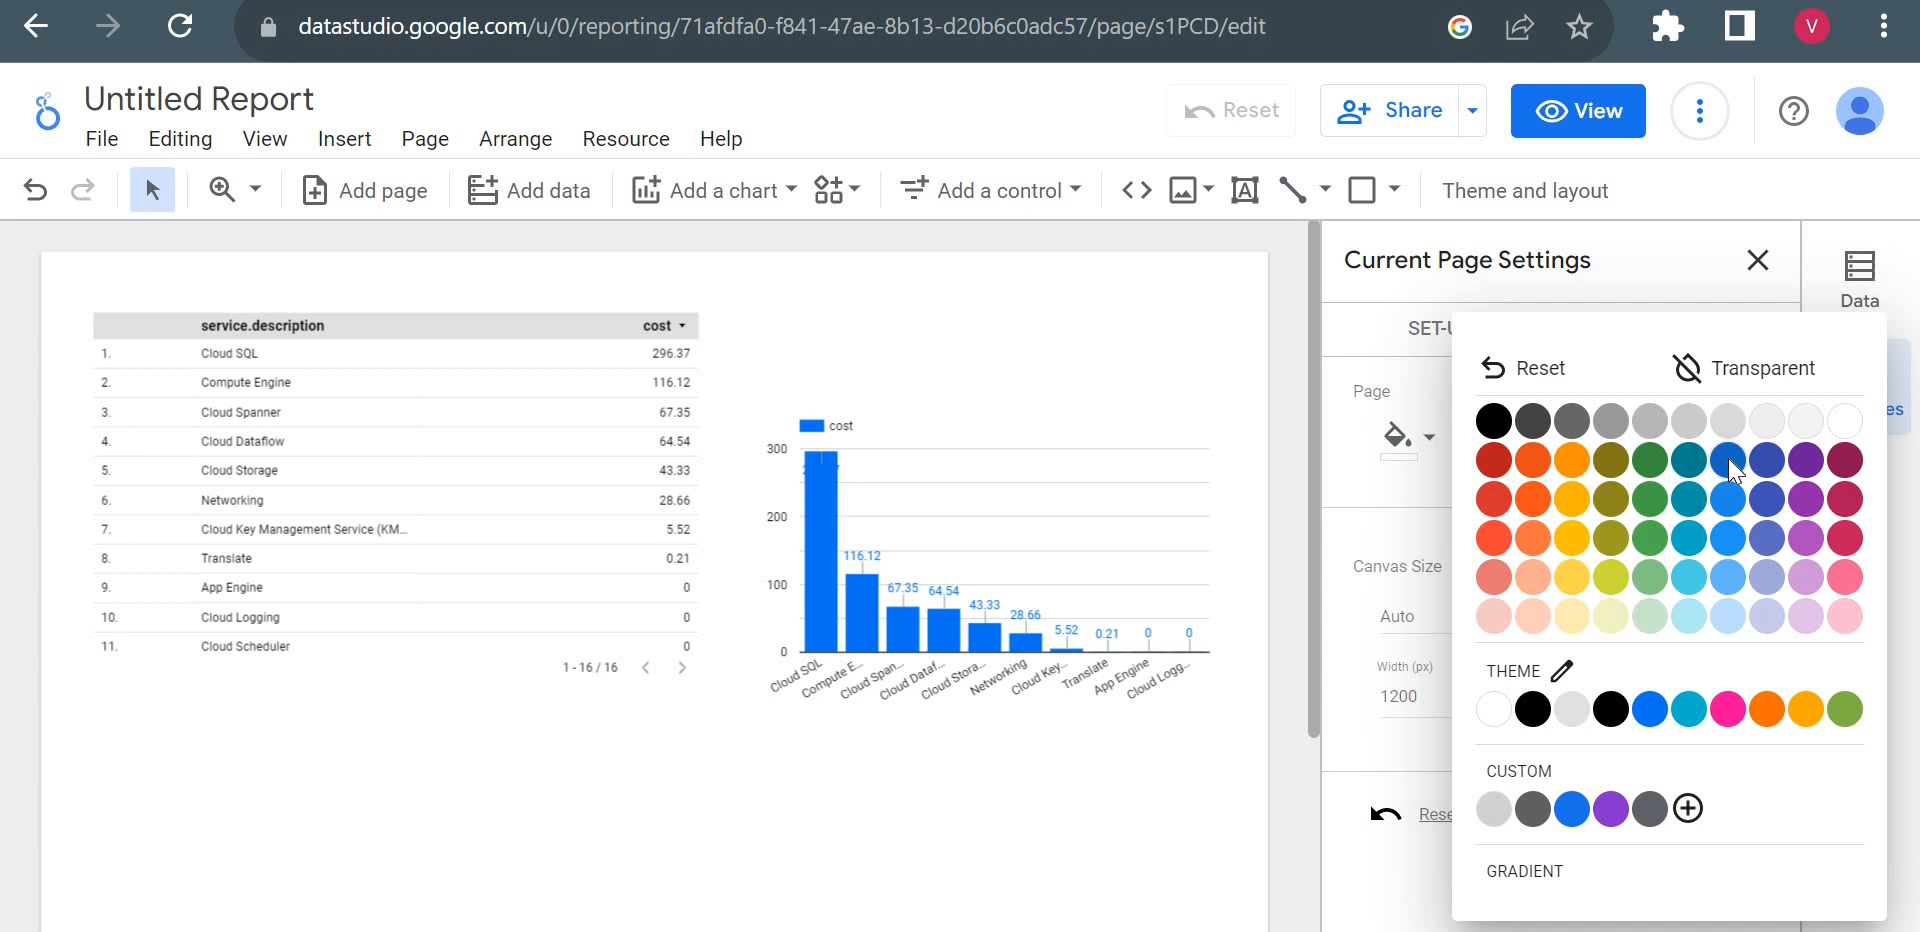 datastudio.google.com/u/0/reporting/71afdfa0-f841-47ae-8b13-d20b6c0adc57/page/s1PCD/edit
V
Untitled Report
Reset
Share
View
File Editing View Insert Page Arrange Resource Help
Add page
Add data
Add a chart
Add a control
Theme and layout
service.description cost
1. Cloud SQL 296.37
2. Compute Engine 116.12
3. Cloud Spanner 67.35
4. Cloud Dataflow 64.54
5. Cloud Storage 43.33
6. Networking 28.66
7. Cloud Key Management Service (KM... 5.52
8. Translate 0.21
9. App Engine 0
10. Cloud Logging 0
11. Cloud Scheduler 0
1 - 16 / 16
cost
300
200
100
0
116.12
67.35
64.54
43.33
28.66
5.52
0.21
0
0
Cloud SQL
Compute E...
Cloud Span...
Cloud Dataf...
Cloud Stora...
Networking
Cloud Key...
Translate
App Engine
Cloud Logg...
Current Page Settings
SET-U
Page
Canvas Size
Auto
Width (px)
1200
Rese
Data
es
Reset
Transparent
THEME
CUSTOM
GRADIENT